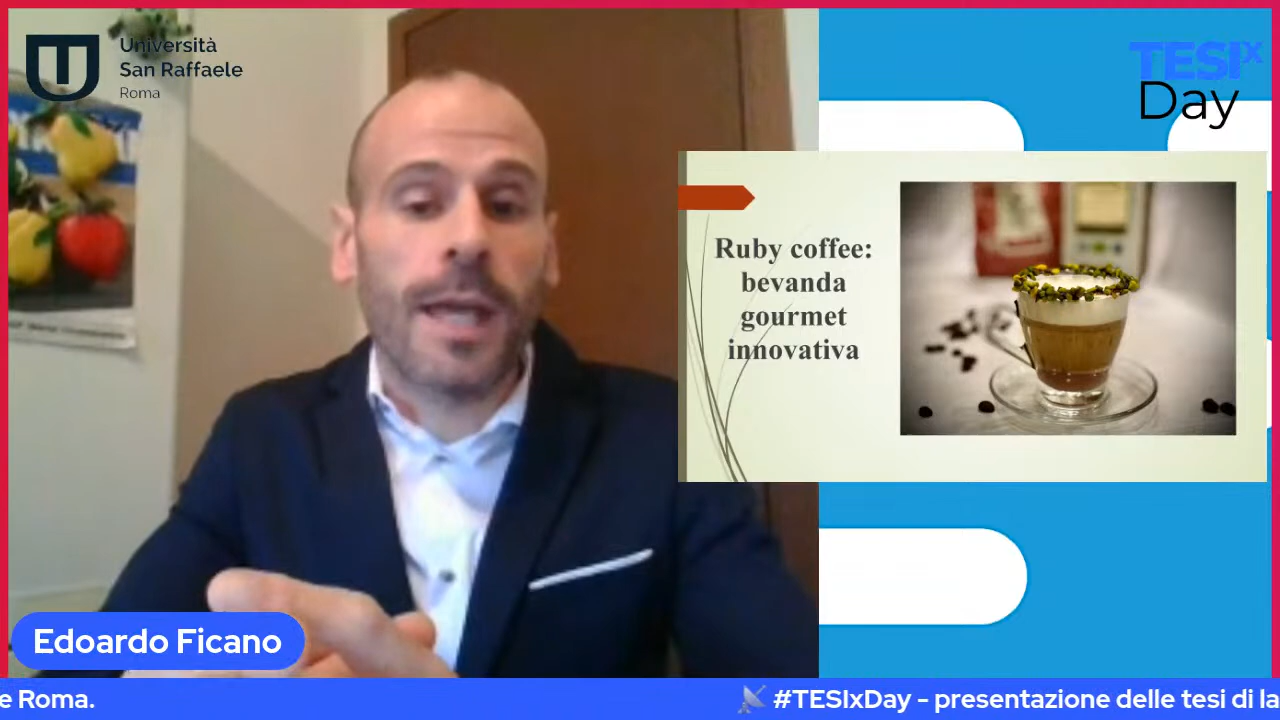 Università
San Raffaele
Roma
TESIx
Day
Ruby coffee:
bevanda
gourmet
innovativa
Edoardo Ficano
e Roma.
#TESIxDay - presentazione delle tesi di la